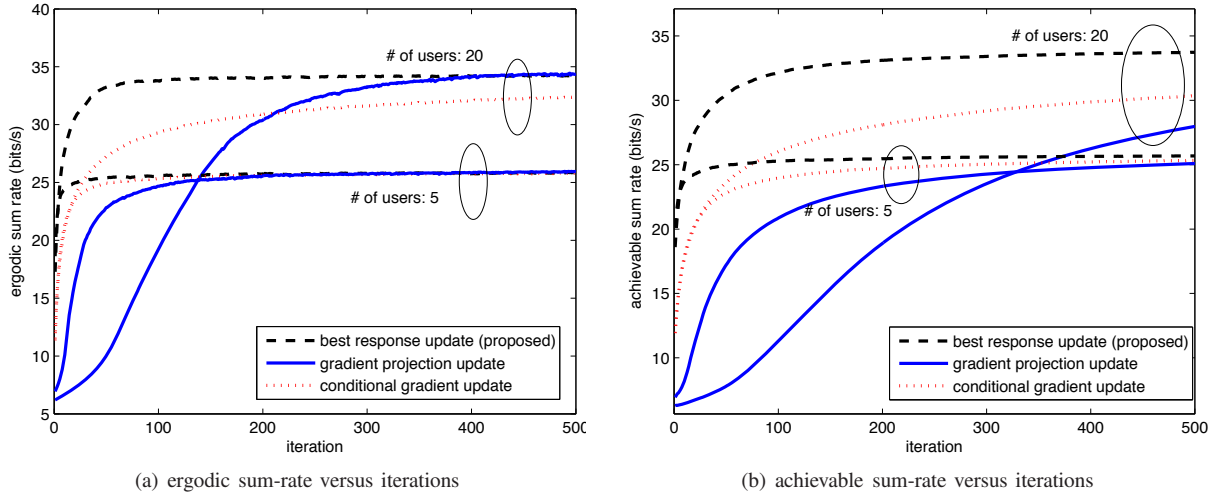 40
35
30
25
20
15
10
5
0
100
200
300
400
500
ergodic sum rate (bits/s)
iteration
# of users: 20
# of users: 5
best response update (proposed)
gradient projection update
conditional gradient update
(a) ergodic sum-rate versus iterations
35
30
25
20
15
10
0
100
200
300
400
500
achievable sum rate (bits/s)
iteration
# of users: 20
# of users: 5
best response update (proposed)
gradient projection update
conditional gradient update
(b) achievable sum-rate versus iterations